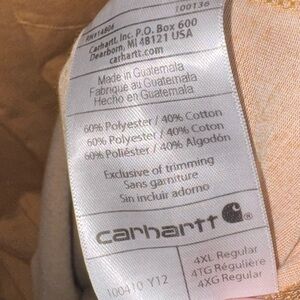 100136
RN#14806
Carhartt, Inc. P.O. Box 600
Dearborn, MI 48121 USA
carhartt.com
Made in Guatemala
Fabriqué au Guatemala
Hecho en Guatemala
60% Polyester / 40% Cotton
60% Polyester / 40% Coton
60% Poliéster / 40% Algodón
Exclusive of trimming
Sans garniture
Sin incluir adorno
carhartt
100410 Y12
4XL Regular
4TG Régulière
4XG Regular